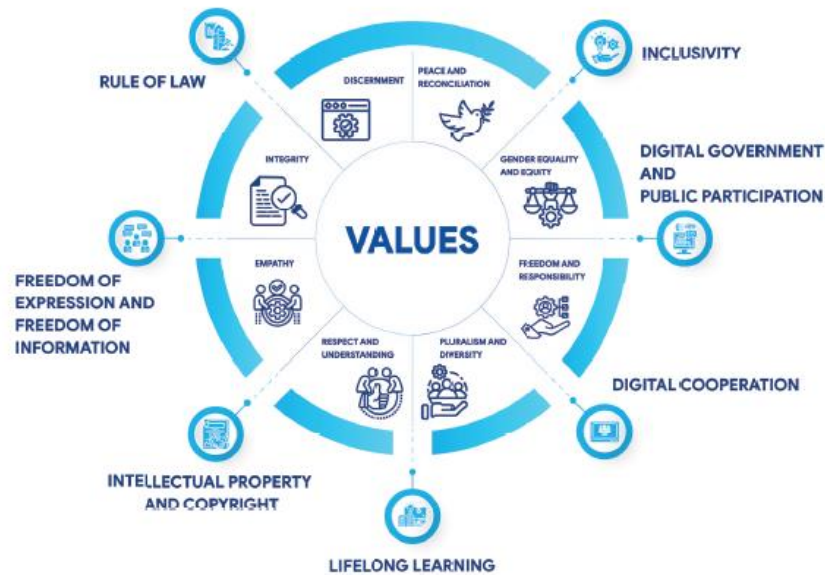 RULE OF LAW
INCLUSIVITY
DISCERNMENT
PEACE AND
RECONCILIATION
INTEGRITY
GENDER EQUALITY
AND EQUITY
DIGITAL GOVERNMENT
AND
PUBLIC PARTICIPATION
VALUES
EMPATHY
FREEDOM AND
RESPONSIBILITY
FREEDOM OF
EXPRESSION AND
FREEDOM OF
INFORMATION
RESPECT AND
UNDERSTANDING
PLURALISM AND
DIVERSITY
DIGITAL COOPERATION
INTELLECTUAL PROPERTY
AND COPYRIGHT
LIFELONG LEARNING